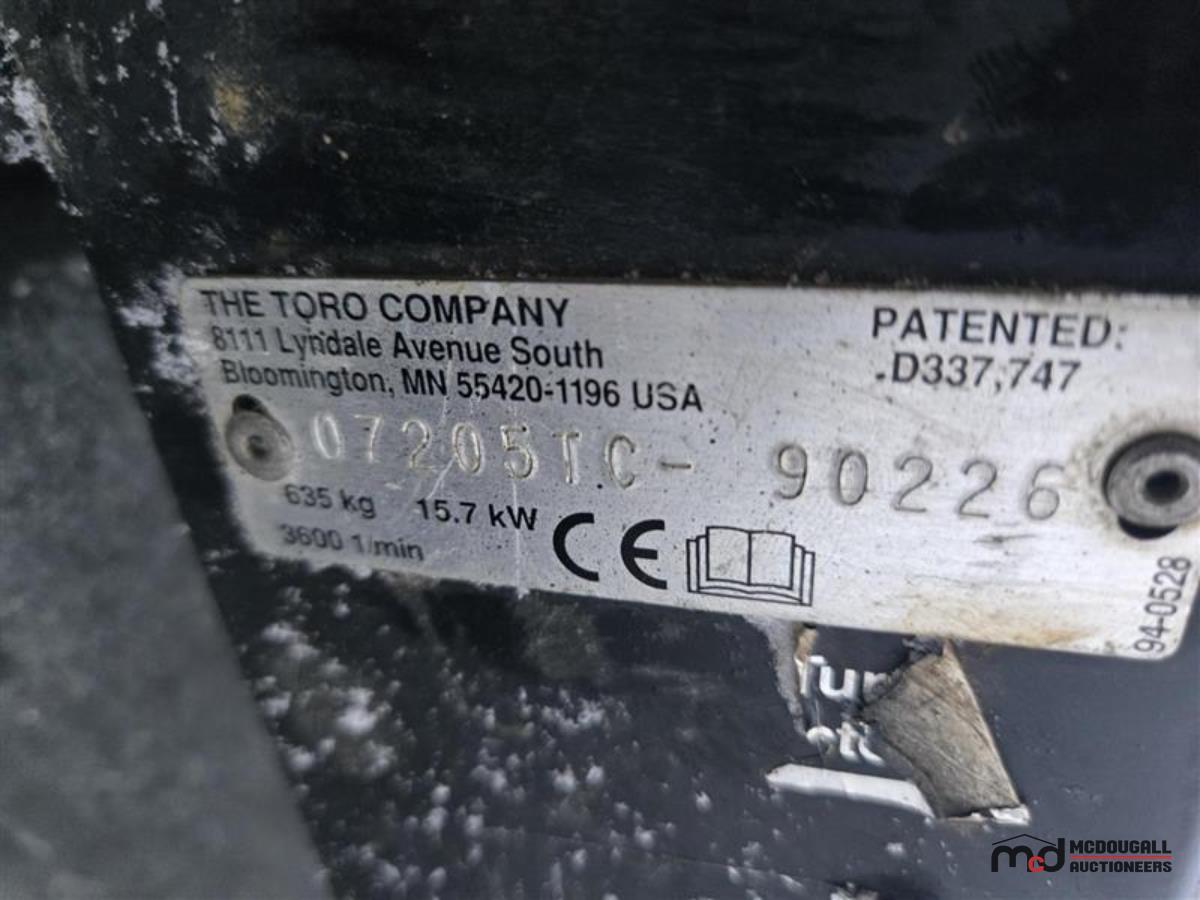 THE TORO COMPANY
8111 Lyndale Avenue South
Bloomington, MN 55420-1196 USA
PATENTED:
D337,747
07205TC- 90226
635 kg 15.7 kW
3600 1/min
CE
94-0528
mcd MCDOUGALL
AUCTIONEERS